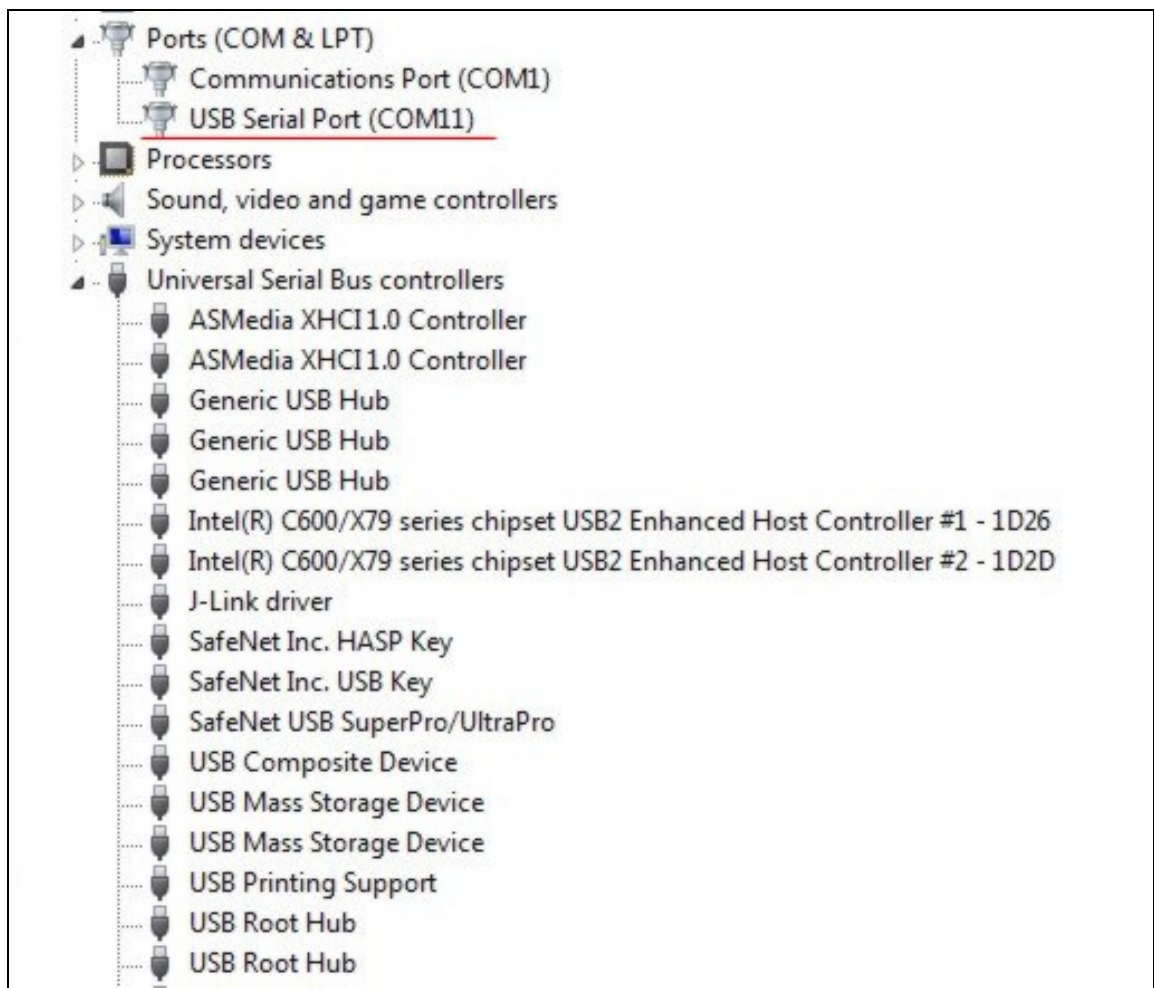 Ports (COM & LPT)
Communications Port (COM1)
USB Serial Port (COM11)
Processors
Sound, video and game controllers
System devices
Universal Serial Bus controllers
ASMedia XHCI 1.0 Controller
ASMedia XHCI 1.0 Controller
Generic USB Hub
Generic USB Hub
Generic USB Hub
Intel(R) C600/X79 series chipset USB2 Enhanced Host Controller #1 - 1D26
Intel(R) C600/X79 series chipset USB2 Enhanced Host Controller #2 - 1D2D
J-Link driver
SafeNet Inc. HASP Key
SafeNet Inc. USB Key
SafeNet USB SuperPro/UltraPro
USB Composite Device
USB Mass Storage Device
USB Mass Storage Device
USB Printing Support
USB Root Hub
USB Root Hub